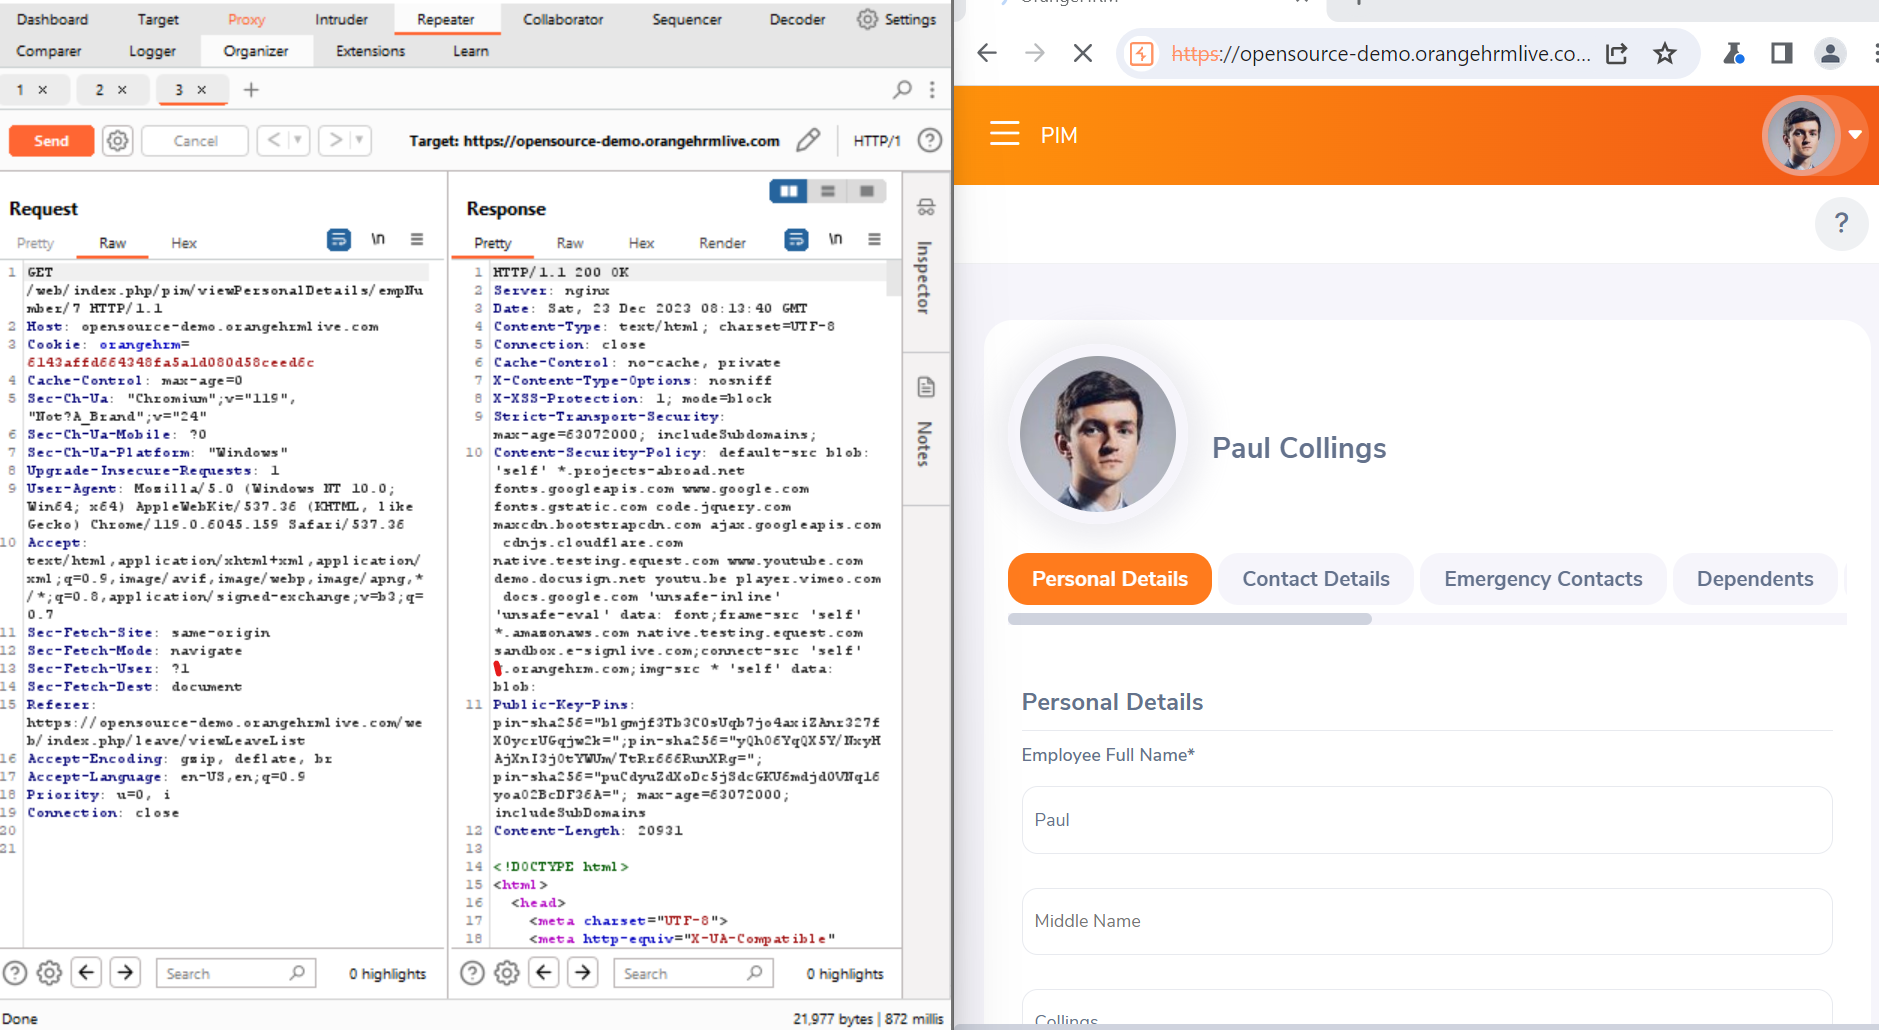 Dashboard Target Proxy Intruder Repeater Collaborator Sequencer Decoder Settings
Comparer Logger Organizer Extensions Learn
1 × 2 × 3 × +
Send Cancel < > Target: https://opensource-demo.orangehrmlive.com HTTP/1 ?
Request
Pretty Raw Hex \n
1 GET
/web/index.php/pim/viewPersonalDetails/empNu
mber/7 HTTP/1.1
2 Host: opensource-demo.orangehrmlive.com
3 Cookie: orangehrm=
6143affd664348fa5a1d080d58ceed6c
4 Cache-Control: max-age=0
5 Sec-Ch-Ua: "Chromium";v="119",
"Not?A_Brand";v="24"
6 Sec-Ch-Ua-Mobile: ?0
7 Sec-Ch-Ua-Platform: "Windows"
8 Upgrade-Insecure-Requests: 1
9 User-Agent: Mozilla/5.0 (Windows NT 10.0;
Win64; x64) AppleWebKit/537.36 (KHTML, like
Gecko) Chrome/119.0.6045.159 Safari/537.36
10 Accept:
text/html,application/xhtml+xml,application/
xml;q=0.9,image/avif,image/webp,image/apng,*
/*;q=0.8,application/signed-exchange;v=b3;q=
0.7
11 Sec-Fetch-Site: same-origin
12 Sec-Fetch-Mode: navigate
13 Sec-Fetch-User: ?1
14 Sec-Fetch-Dest: document
15 Referer:
https://opensource-demo.orangehrmlive.com/we
b/index.php/leave/viewLeaveList
16 Accept-Encoding: gzip, deflate, br
17 Accept-Language: en-US,en;q=0.9
18 Priority: u=0, i
19 Connection: close
20
21
? Search 0 highlights
Response
Pretty Raw Hex Render \n
1 HTTP/1.1 200 OK
2 Server: nginx
3 Date: Sat, 23 Dec 2023 08:13:40 GMT
4 Content-Type: text/html; charset=UTF-8
5 Connection: close
6 Cache-Control: no-cache, private
7 X-Content-Type-Options: nosniff
8 X-XSS-Protection: 1; mode=block
9 Strict-Transport-Security:
max-age=63072000; includeSubdomains;
10 Content-Security-Policy: default-src blob:
'self' *.projects-abroad.net
fonts.googleapis.com www.google.com
fonts.gstatic.com code.jquery.com
maxcdn.bootstrapcdn.com ajax.googleapis.com
cdnjs.cloudflare.com
native.testing.equest.com www.youtube.com
demo.docusign.net youtu.be player.vimeo.com
docs.google.com 'unsafe-inline'
'unsafe-eval' data: font;frame-src 'self'
*.amazonaws.com native.testing.equest.com
sandbox.e-signlive.com;connect-src 'self'
.orangehrm.com;img-src * 'self' data:
blob:
11 Public-Key-Pins:
pin-sha256="blgmjf3Tb3C0sUqb7jo4axiZAnr327f
X0ycrUGqjw2k=";pin-sha256="yQh06YqQX5Y/NxyH
AjXnI3j0tYWUm/TtRr666RunXRg=";
pin-sha256="puCdyuZdXoDc5jSdcGKU6mdjd0VNql6
yoa02BcDF36A="; max-age=63072000;
includeSubDomains
12 Content-Length: 20931
13
14 <!DOCTYPE html>
15 <html>
16 <head>
17 <meta charset="UTF-8">
18 <meta http-equiv="X-UA-Compatible"
? Search 0 highlights
Inspector
Notes
Done 21,977 bytes | 872 millis
OrangeHRM
https://opensource-demo.orangehrmlive.co...
PIM
?
Paul Collings
Personal Details Contact Details Emergency Contacts Dependents
Personal Details
Employee Full Name*
Paul
Middle Name
Collings